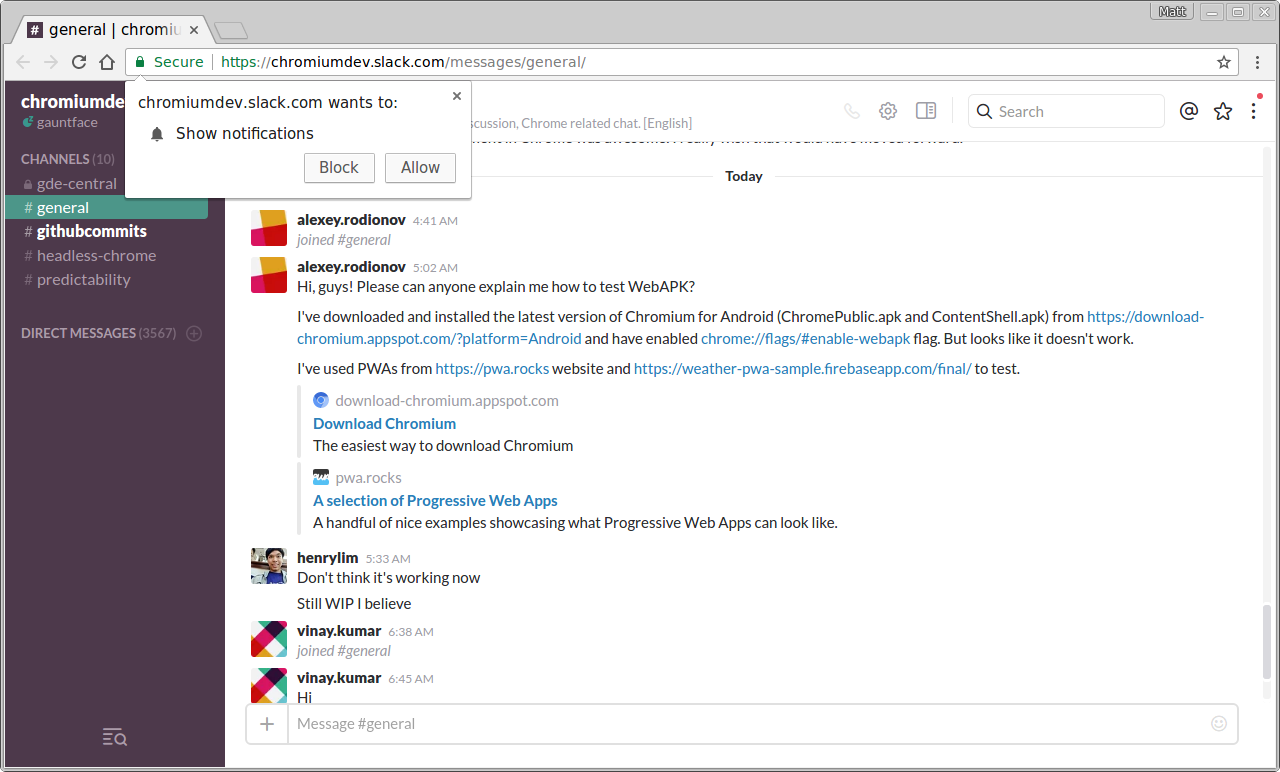 Matt
# general | chromiu
Secure https://chromiumdev.slack.com/messages/general/
chromiumdev.slack.com wants to:
Show notifications
Block Allow
chromiumde
gauntface
CHANNELS (10)
gde-central
# general
# githubcommits
# headless-chrome
# predictability
DIRECT MESSAGES (3567)
scussion, Chrome related chat. [English]
Search
Today
alexey.rodionov 4:41 AM
joined #general
alexey.rodionov 5:02 AM
Hi, guys! Please can anyone explain me how to test WebAPK?
I've downloaded and installed the latest version of Chromium for Android (ChromePublic.apk and ContentShell.apk) from https://download-
chromium.appspot.com/?platform=Android and have enabled chrome://flags/#enable-webapk flag. But looks like it doesn't work.
I've used PWAs from https://pwa.rocks website and https://weather-pwa-sample.firebaseapp.com/final/ to test.
download-chromium.appspot.com
Download Chromium
The easiest way to download Chromium
pwa.rocks
A selection of Progressive Web Apps
A handful of nice examples showcasing what Progressive Web Apps can look like.
henrylim 5:33 AM
Don't think it's working now
Still WIP I believe
vinay.kumar 6:38 AM
joined #general
vinay.kumar 6:45 AM
Hi
Message #general